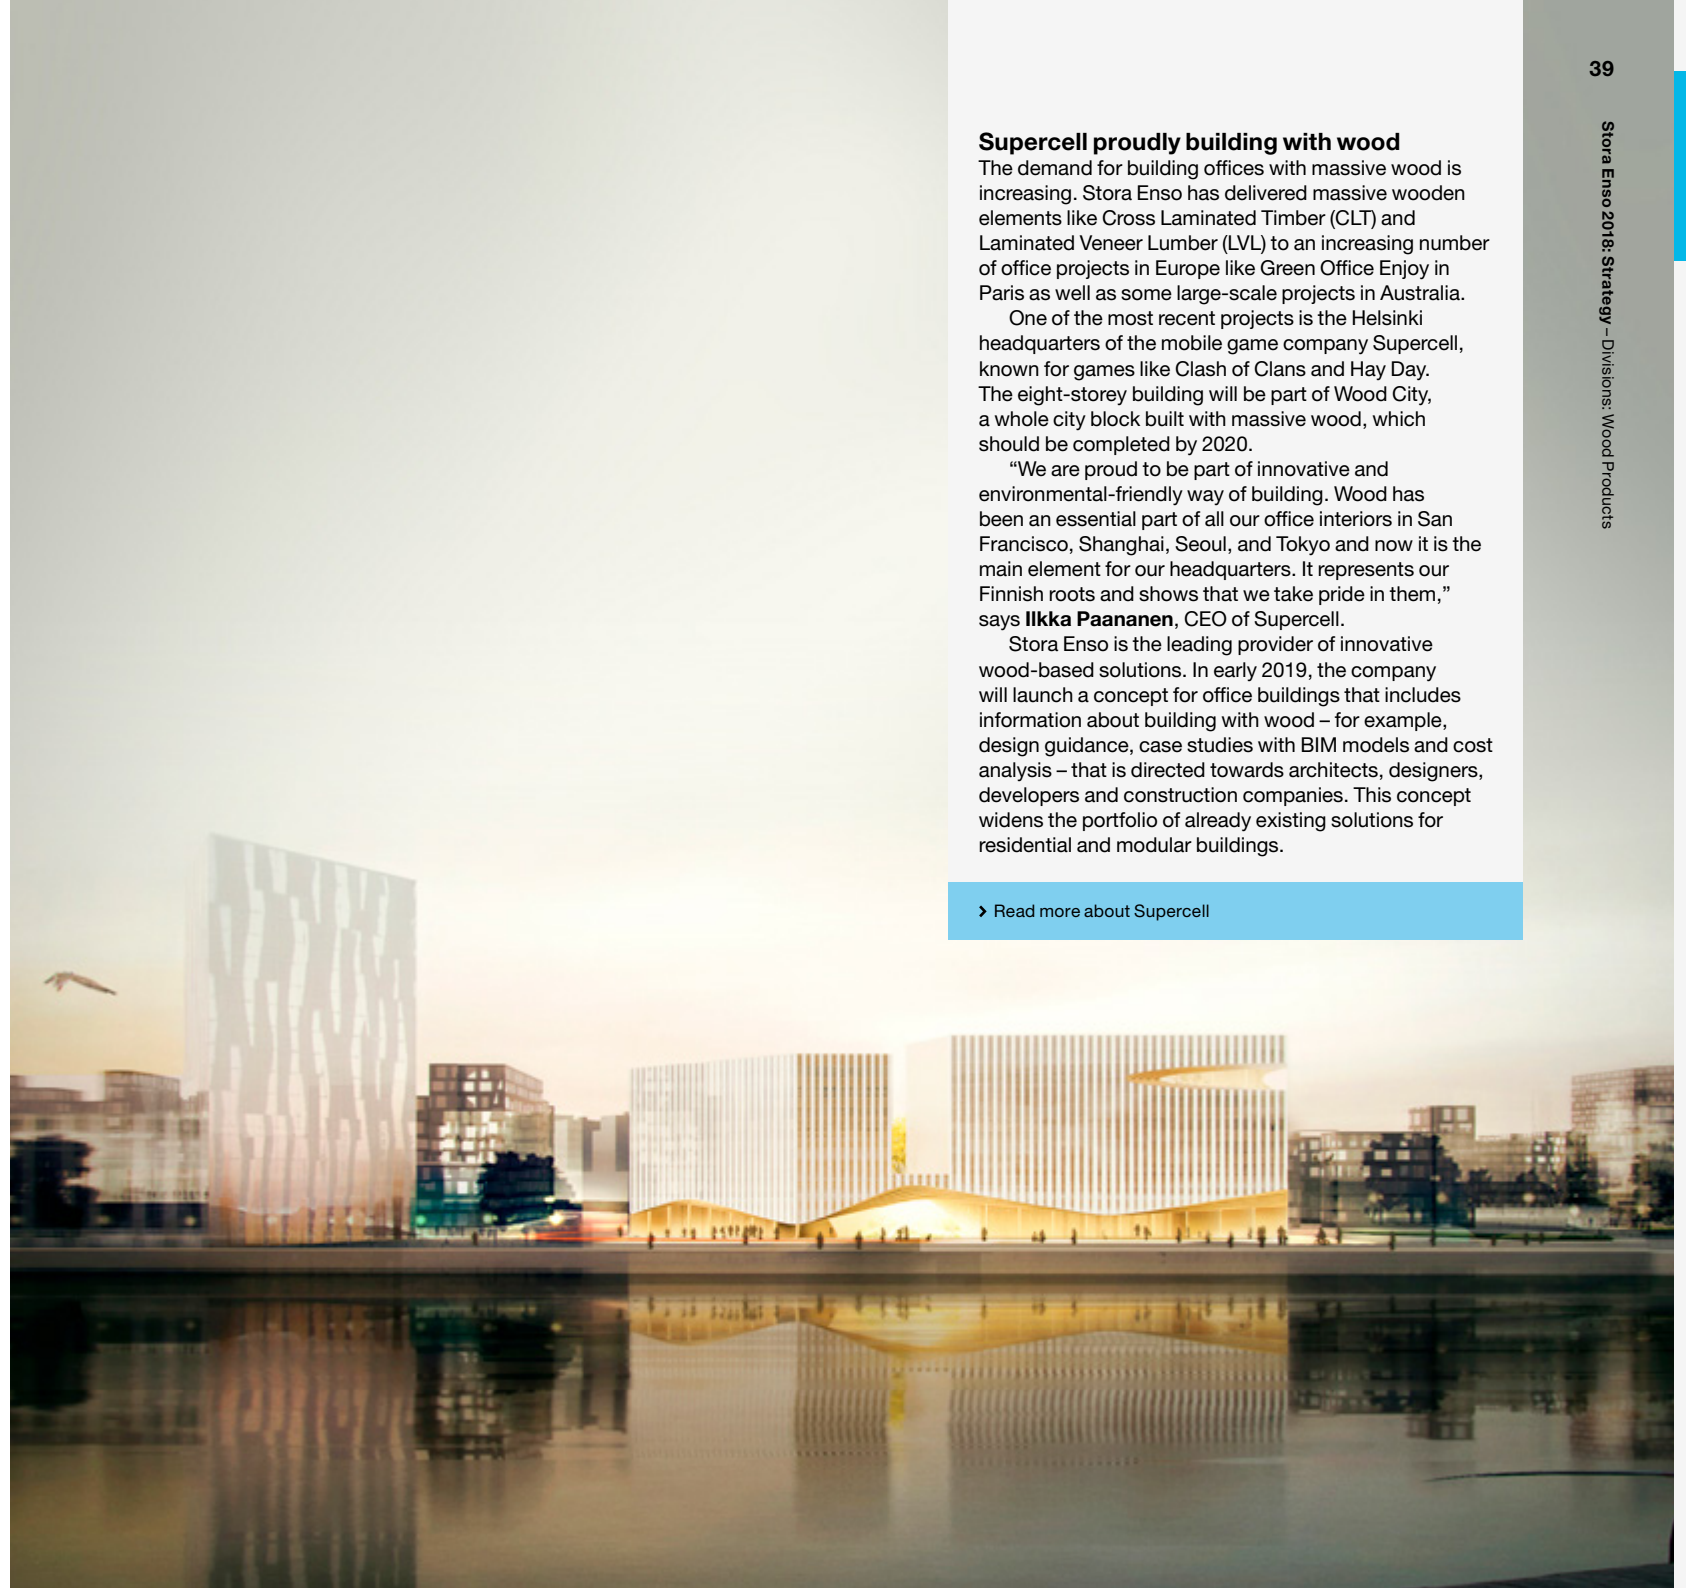 39
Stora Enso 2018: Strategy – Divisions: Wood Products
Supercell proudly building with wood
The demand for building offices with massive wood is
increasing. Stora Enso has delivered massive wooden
elements like Cross Laminated Timber (CLT) and
Laminated Veneer Lumber (LVL) to an increasing number
of office projects in Europe like Green Office Enjoy in
Paris as well as some large-scale projects in Australia.
One of the most recent projects is the Helsinki
headquarters of the mobile game company Supercell,
known for games like Clash of Clans and Hay Day.
The eight-storey building will be part of Wood City,
a whole city block built with massive wood, which
should be completed by 2020.
“We are proud to be part of innovative and
environmental-friendly way of building. Wood has
been an essential part of all our office interiors in San
Francisco, Shanghai, Seoul, and Tokyo and now it is the
main element for our headquarters. It represents our
Finnish roots and shows that we take pride in them,”
says Ilkka Paananen, CEO of Supercell.
Stora Enso is the leading provider of innovative
wood-based solutions. In early 2019, the company
will launch a concept for office buildings that includes
information about building with wood – for example,
design guidance, case studies with BIM models and cost
analysis – that is directed towards architects, designers,
developers and construction companies. This concept
widens the portfolio of already existing solutions for
residential and modular buildings.
› Read more about Supercell